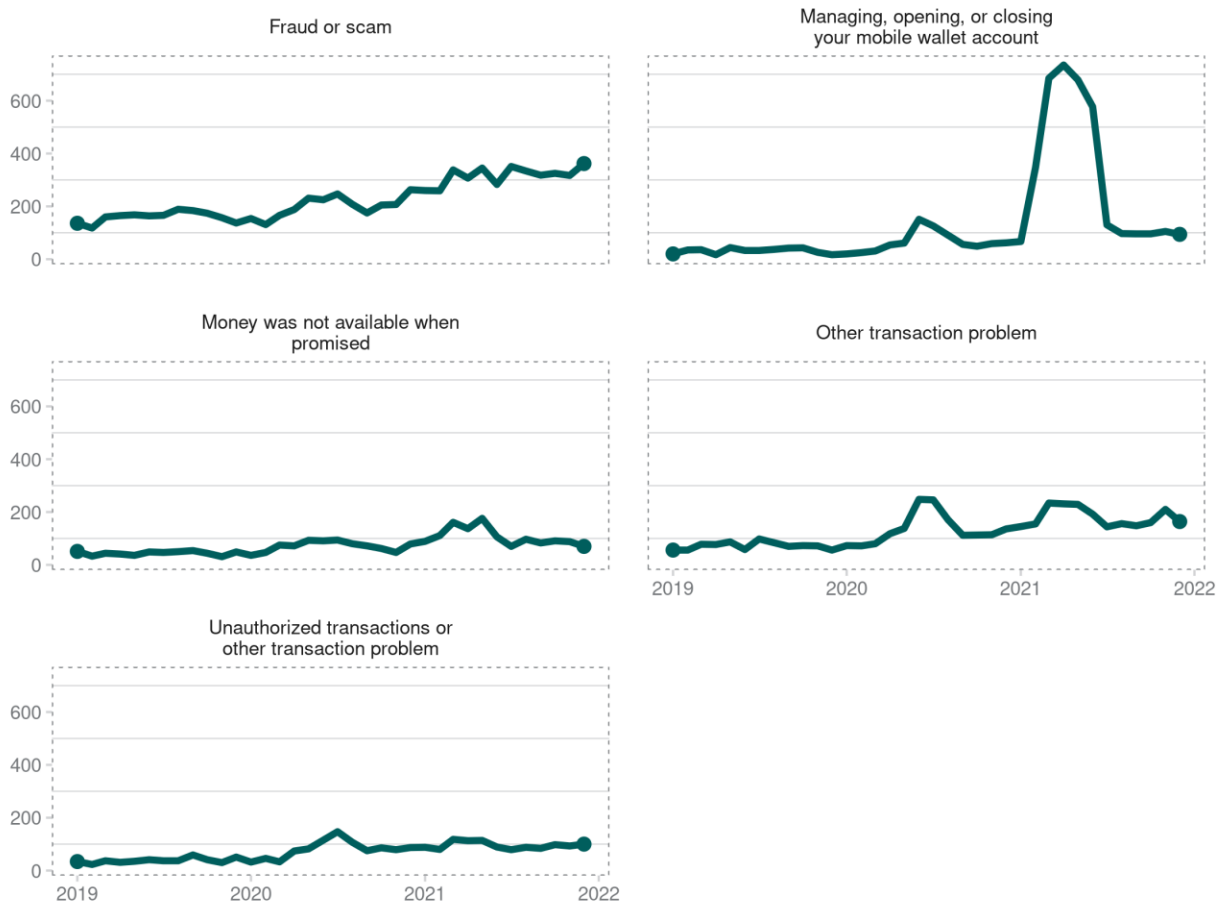 Fraud or scam
Managing, opening, or closing
your mobile wallet account
600
400
200
0
Money was not available when
promised
Other transaction problem
600
400
200
0
2019
2020
2021
2022
Unauthorized transactions or
other transaction problem
600
400
200
0
2019
2020
2021
2022